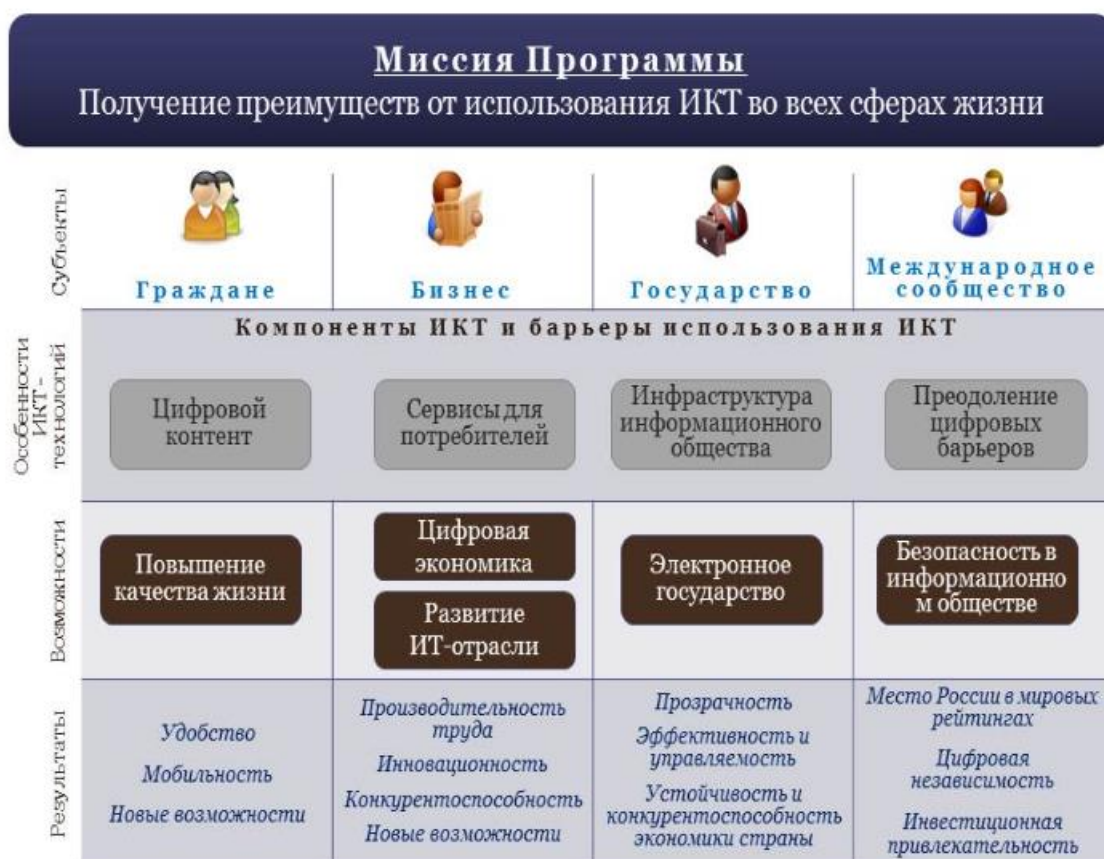 Миссия Программы
Получение преимуществ от использования ИКТ во всех сферах жизни
Субъекты
Граждане
Бизнес
Государство
Международное
сообщество
Особенности
ИКТ-
технологий
Компоненты ИКТ и барьеры использования ИКТ
Цифровой
контент
Сервисы для
потребителей
Инфраструктура
информационного
общества
Преодоление
цифровых
барьеров
Возможности
Повышение
качества жизни
Цифровая
экономика
Развитие
ИТ-отрасли
Электронное
государство
Безопасность в
информационно
м обществе
Результаты
Удобство
Мобильность
Новые возможности
Производительность
труда
Инновационность
Конкурентоспособность
Новые возможности
Прозрачность
Эффективность и
управляемость
Устойчивость и
конкурентоспособность
экономики страны
Место России в мировых
рейтингах
Цифровая
независимость
Инвестиционная
привлекательность